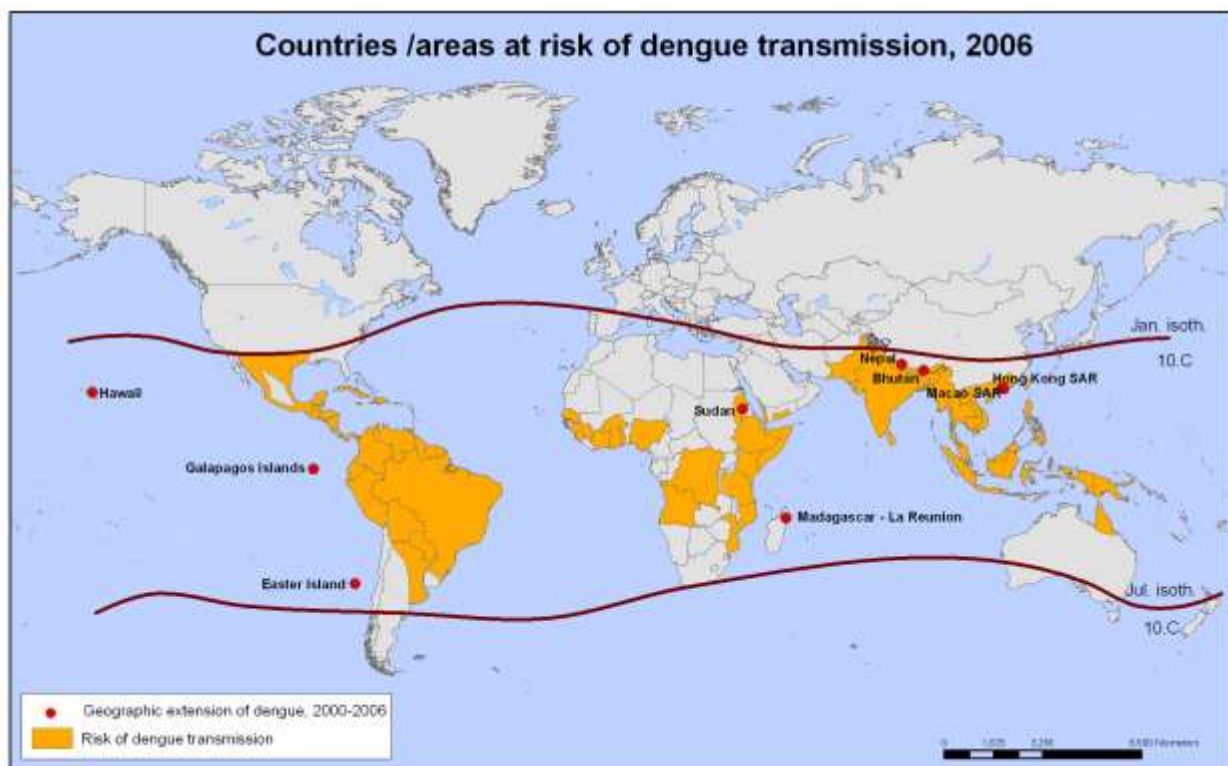 Countries /areas at risk of dengue transmission, 2006
Jan. isoth.
10.C
Nepal
Bhutan
Hong Kong SAR
Macao SAR
Hawaii
Sudan
Galapagos Islands
Madagascar - La Reunion
Easter Island
Jul. isoth.
10.C
Geographic extension of dengue, 2000-2006
Risk of dengue transmission
0